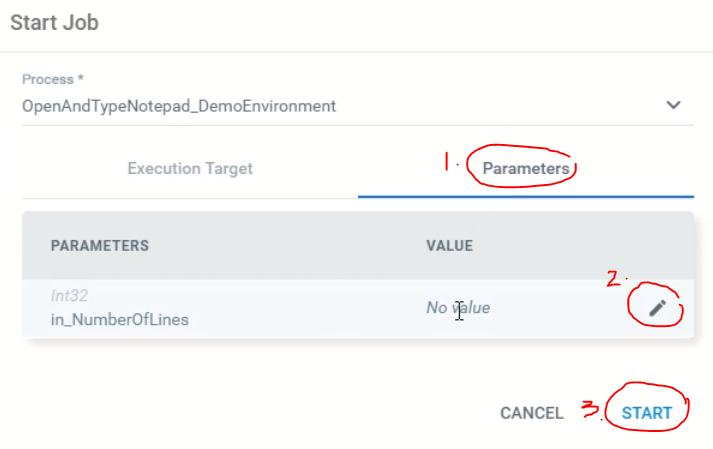 Start Job
Process *
OpenAndTypeNotepad_DemoEnvironment
Execution Target 1. Parameters
PARAMETERS VALUE
Int32
in_NumberOfLines No value
2.
CANCEL 3. START